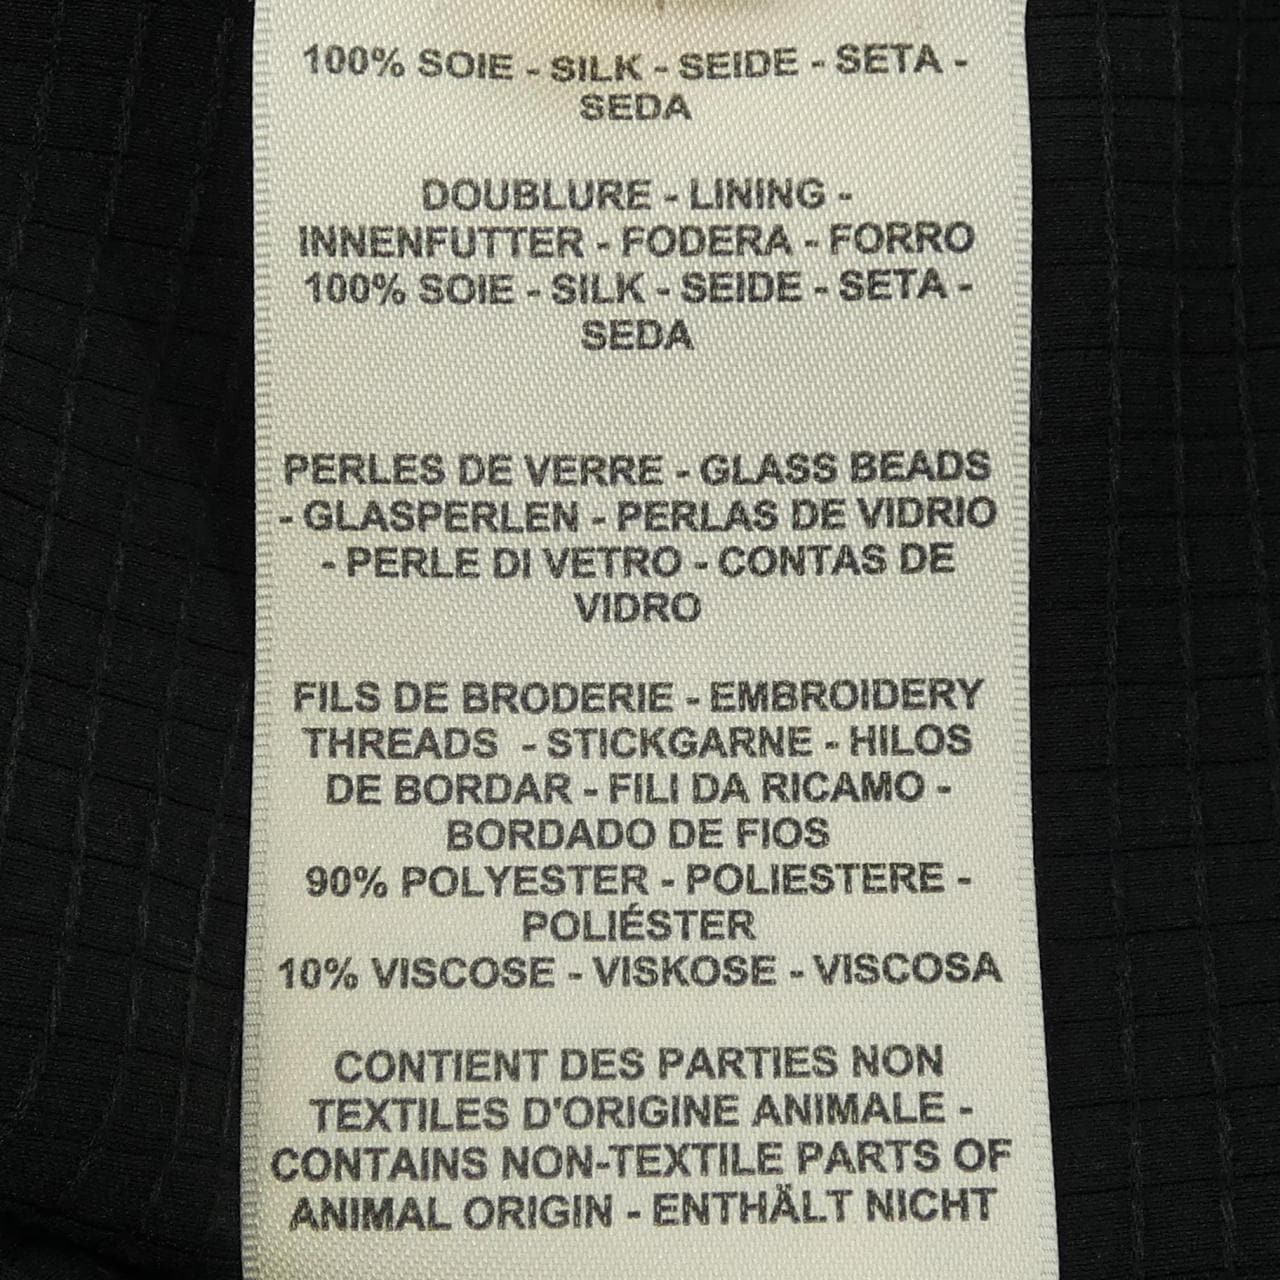 100% SOIE - SILK - SEIDE - SETA -
SEDA
DOUBLURE - LINING -
INNENFUTTER - FODERA - FORRO
100% SOIE - SILK - SEIDE - SETA -
SEDA
PERLES DE VERRE - GLASS BEADS
- GLASPERLEN - PERLAS DE VIDRIO
- PERLE DI VETRO - CONTAS DE
VIDRO
FILS DE BRODERIE - EMBROIDERY
THREADS - STICKGARNE - HILOS
DE BORDAR - FILI DA RICAMO -
BORDADO DE FIOS
90% POLYESTER - POLIESTERE -
POLIÉSTER
10% VISCOSE - VISKOSE - VISCOSA
CONTIENT DES PARTIES NON
TEXTILES D'ORIGINE ANIMALE -
CONTAINS NON-TEXTILE PARTS OF
ANIMAL ORIGIN - ENTHÄLT NICHT